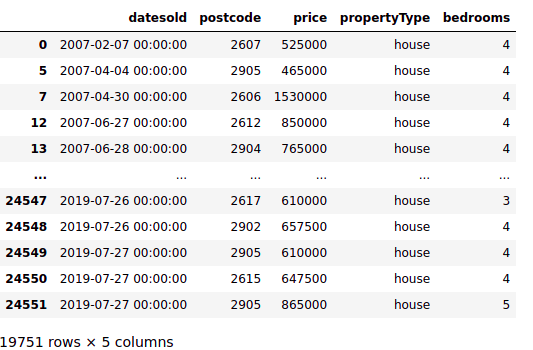 datesold postcode price propertyType bedrooms
0 2007-02-07 00:00:00 2607 525000 house 4
5 2007-04-04 00:00:00 2905 465000 house 4
7 2007-04-30 00:00:00 2606 1530000 house 4
12 2007-06-27 00:00:00 2612 850000 house 4
13 2007-06-28 00:00:00 2904 765000 house 4
... ... ... ... ... ...
24547 2019-07-26 00:00:00 2617 610000 house 3
24548 2019-07-26 00:00:00 2902 657500 house 4
24549 2019-07-27 00:00:00 2905 610000 house 4
24550 2019-07-27 00:00:00 2615 647500 house 4
24551 2019-07-27 00:00:00 2905 865000 house 5
19751 rows × 5 columns